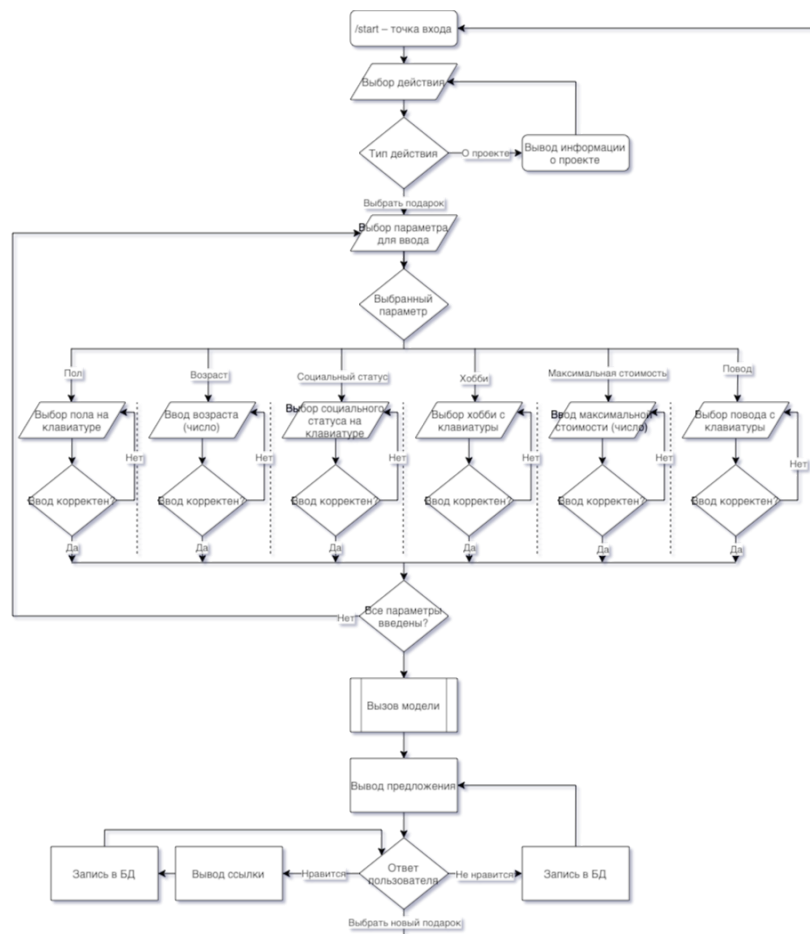 /start – точка входа
Выбор действия
Тип действия
О проекте
Вывод информации
о проекте
Выбрать подарок
Выбор параметра
для ввода
Выбранный
параметр
Пол
Возраст
Социальный статус
Хобби
Максимальная стоимость
Повод
Выбор пола на
клавиатуре
Ввод возраста
(число)
Выбор социального
статуса на
клавиатуре
Выбор хобби с
клавиатуры
Ввод максимальной
стоимости (число)
Выбор повода с
клавиатуры
Нет
Нет
Нет
Нет
Нет
Нет
Ввод корректен?
Ввод корректен?
Ввод корректен?
Ввод корректен?
Ввод корректен?
Ввод корректен?
Да
Да
Да
Да
Да
Да
Все параметры
введены?
Нет
Вызов модели
Вывод предложения
Запись в БД
Вывод ссылки
Нравится
Ответ
пользователя
Не нравится
Запись в БД
Выбрать новый подарок